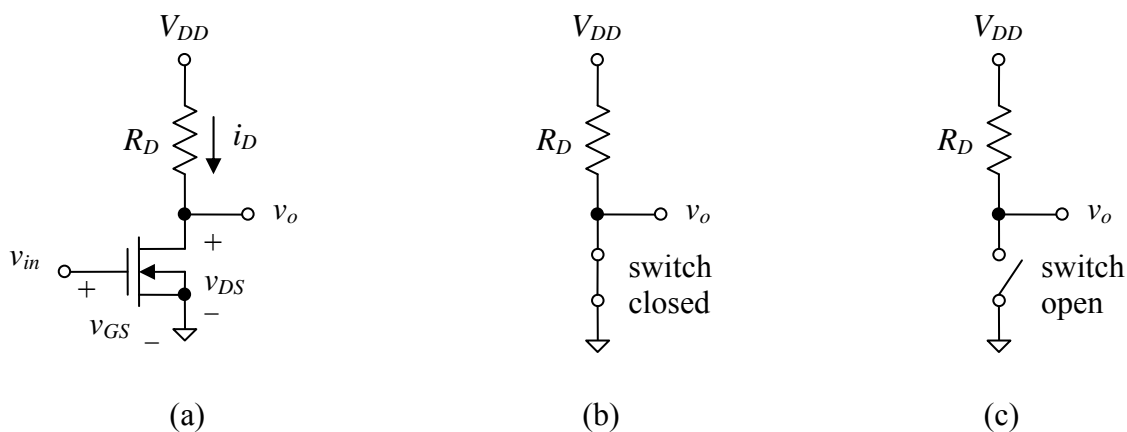 V_DD
R_D
i_D
v_o
v_in
+
+
v_DS
v_GS
−
−
(a)
V_DD
R_D
v_o
switch
closed
(b)
V_DD
R_D
v_o
switch
open
(c)